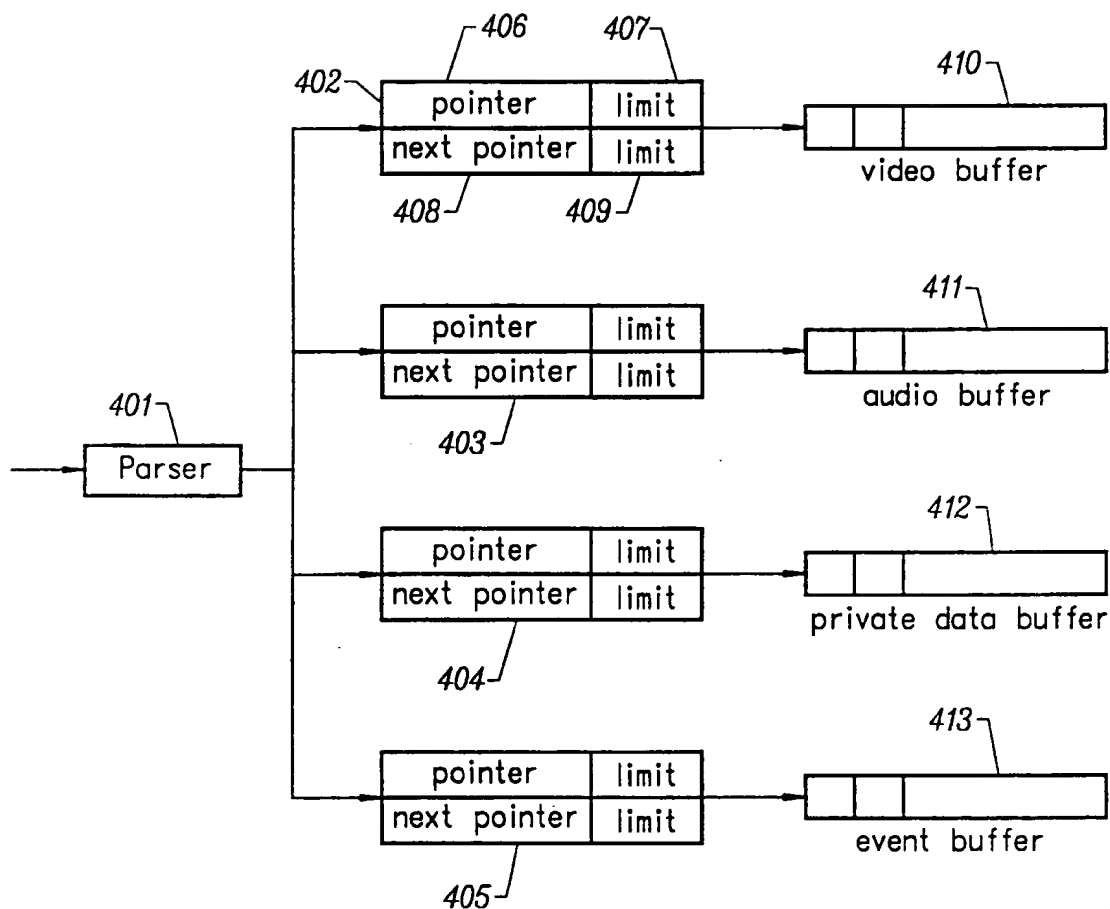 406
407
402
pointer limit
next pointer limit
408
409
410
video buffer
pointer limit
next pointer limit
403
411
audio buffer
401
Parser
pointer limit
next pointer limit
404
412
private data buffer
pointer limit
next pointer limit
405
413
event buffer